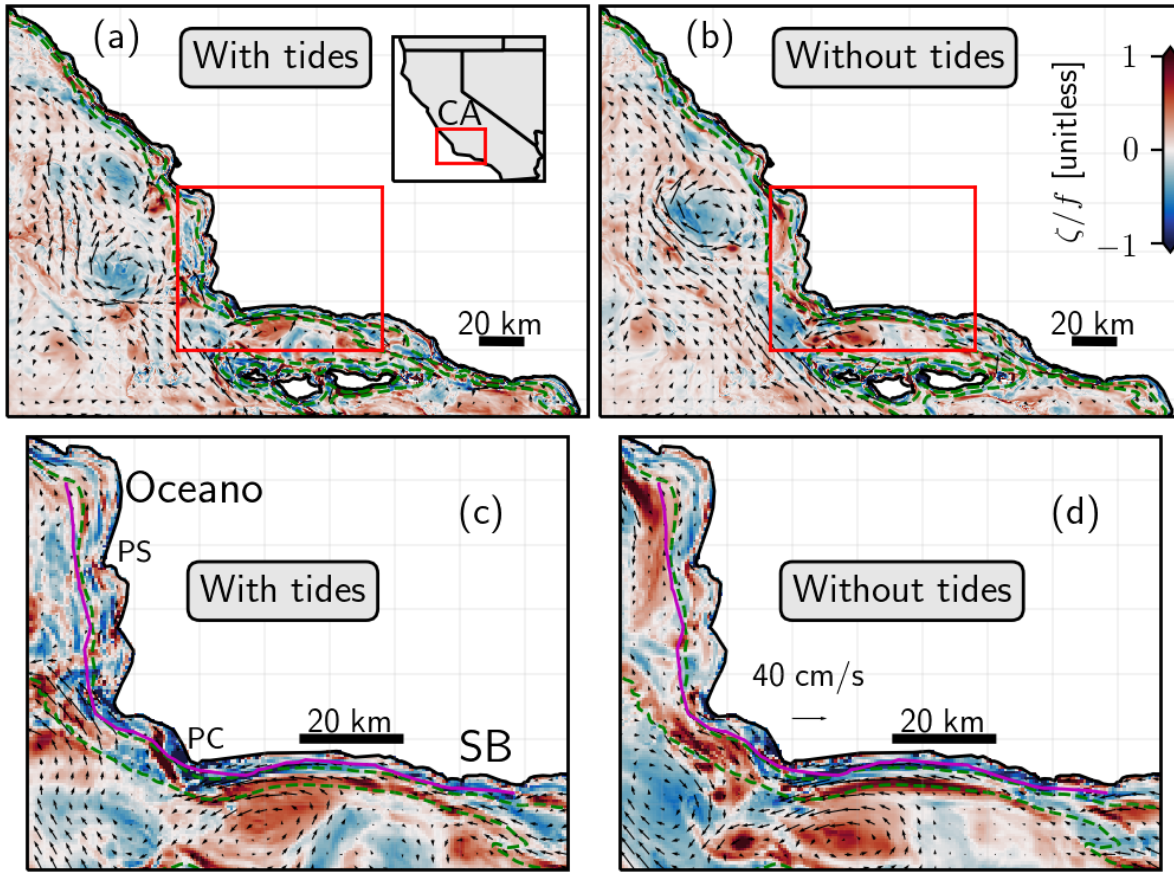 (a)
With tides
CA
20 km
(b)
Without tides
1
0
−1
ζ/f [unitless]
20 km
Oceano
(c)
PS
With tides
20 km
PC
SB
(d)
Without tides
40 cm/s
20 km